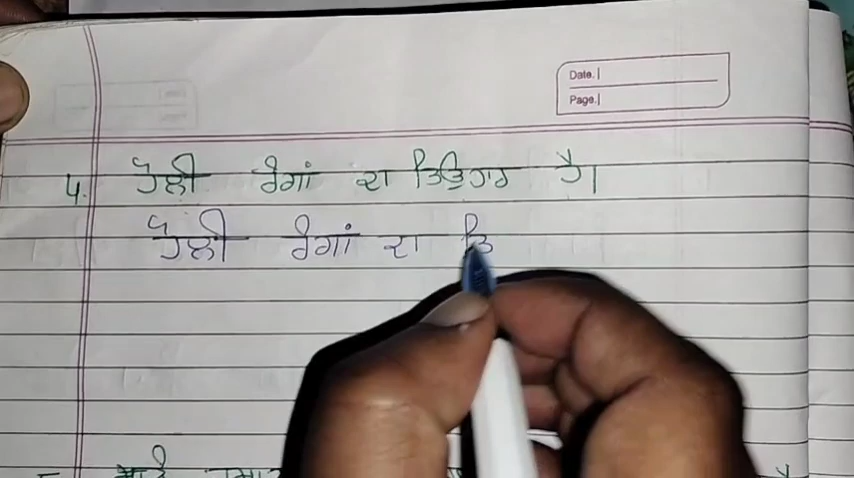 Date.
Page.
4. ਹੋਲੀ ਰੰਗਾਂ ਦਾ ਤਿਉਹਾਰ ਹੈ।
ਹੋਲੀ ਰੰਗਾਂ ਦਾ ਤਿ